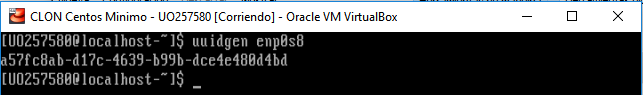 CLON Centos Minimo - UO257580 [Corriendo] - Oracle VM VirtualBox
[UO257580@localhost-~]$ uuidgen enp0s8
a57fc8ab-d17c-4639-b99b-dce4e480d4bd
[UO257580@localhost-~]$ _